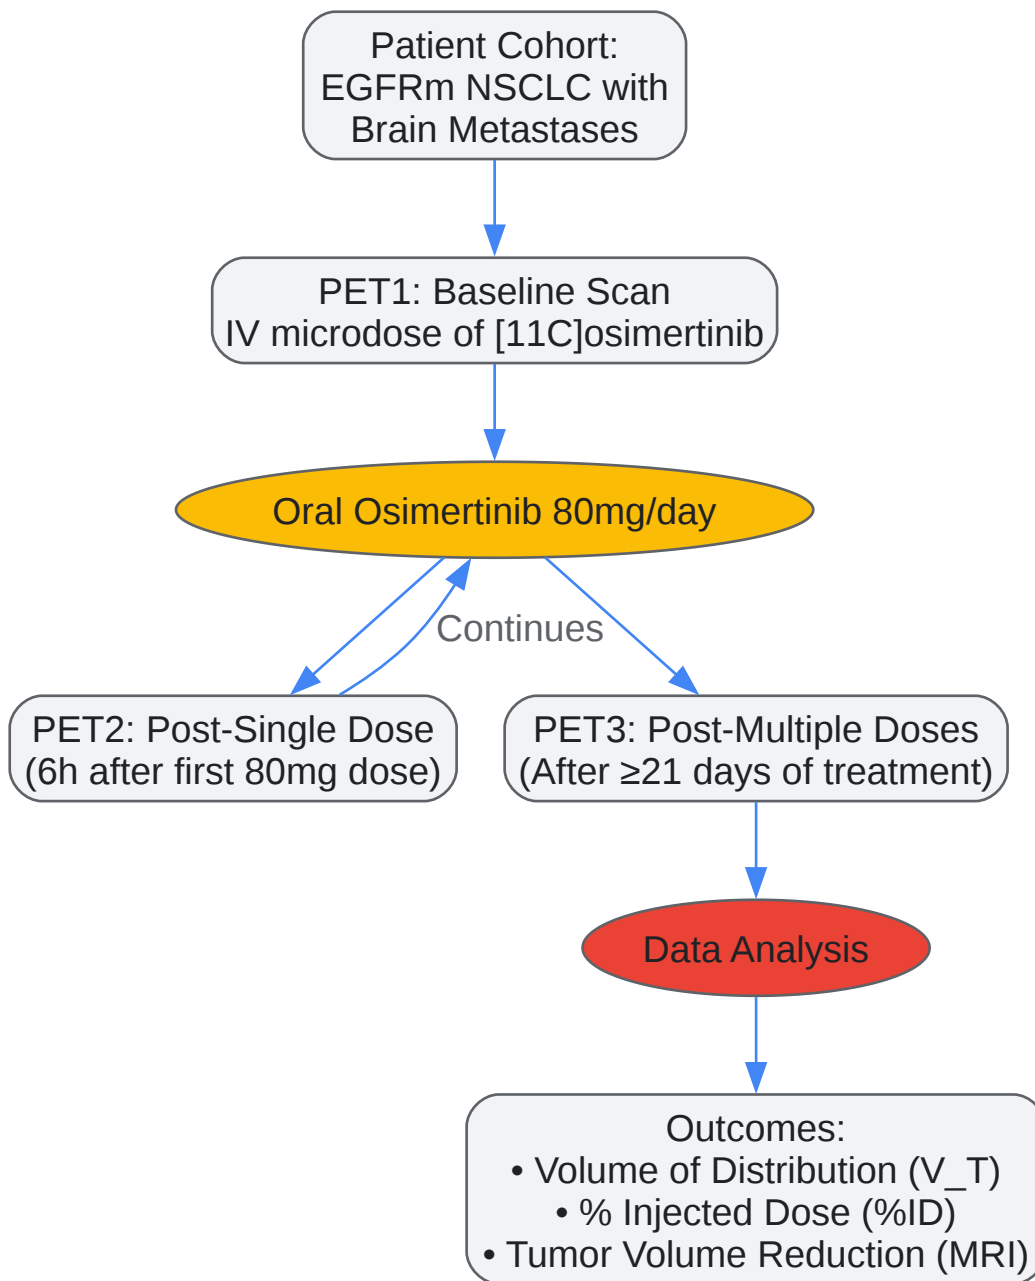 Patient Cohort:
EGFRm NSCLC with
Brain Metastases
PET1: Baseline Scan
IV microdose of [11C]osimertinib
Oral Osimertinib 80mg/day
Continues
PET2: Post-Single Dose
(6h after first 80mg dose)
PET3: Post-Multiple Doses
(After ≥21 days of treatment)
Data Analysis
Outcomes:
• Volume of Distribution (V_T)
• % Injected Dose (%ID)
• Tumor Volume Reduction (MRI)